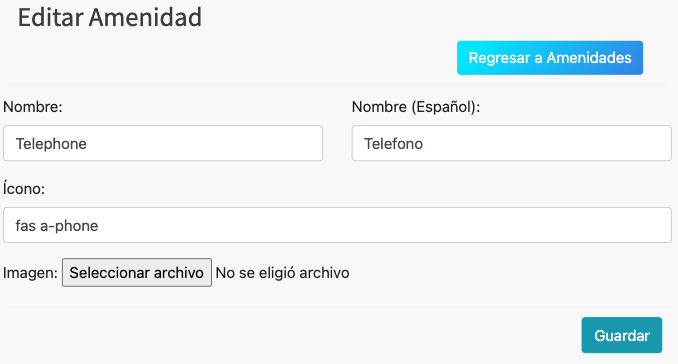 Editar Amenidad
Regresar a Amenidades
Nombre: Nombre (Español):
Telephone Telefono
Ícono:
fas a-phone
Imagen: Seleccionar archivo No se eligió archivo
Guardar